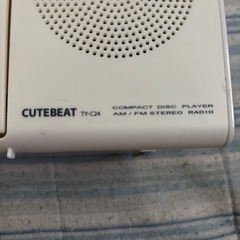 CUTEBEAT TY-C24
COMPACT DISC PLAYER
AM / FM STEREO RADIO